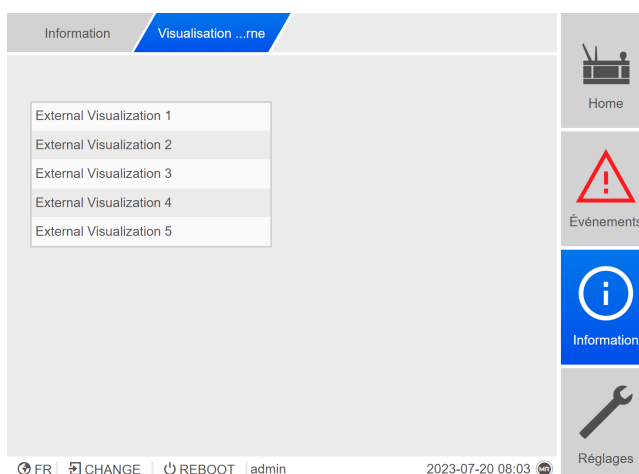 Information
Visualisation ...rne
External Visualization 1
External Visualization 2
External Visualization 3
External Visualization 4
External Visualization 5
Home
Événements
Information
Réglages
FR CHANGE REBOOT admin 2023-07-20 08:03 MR